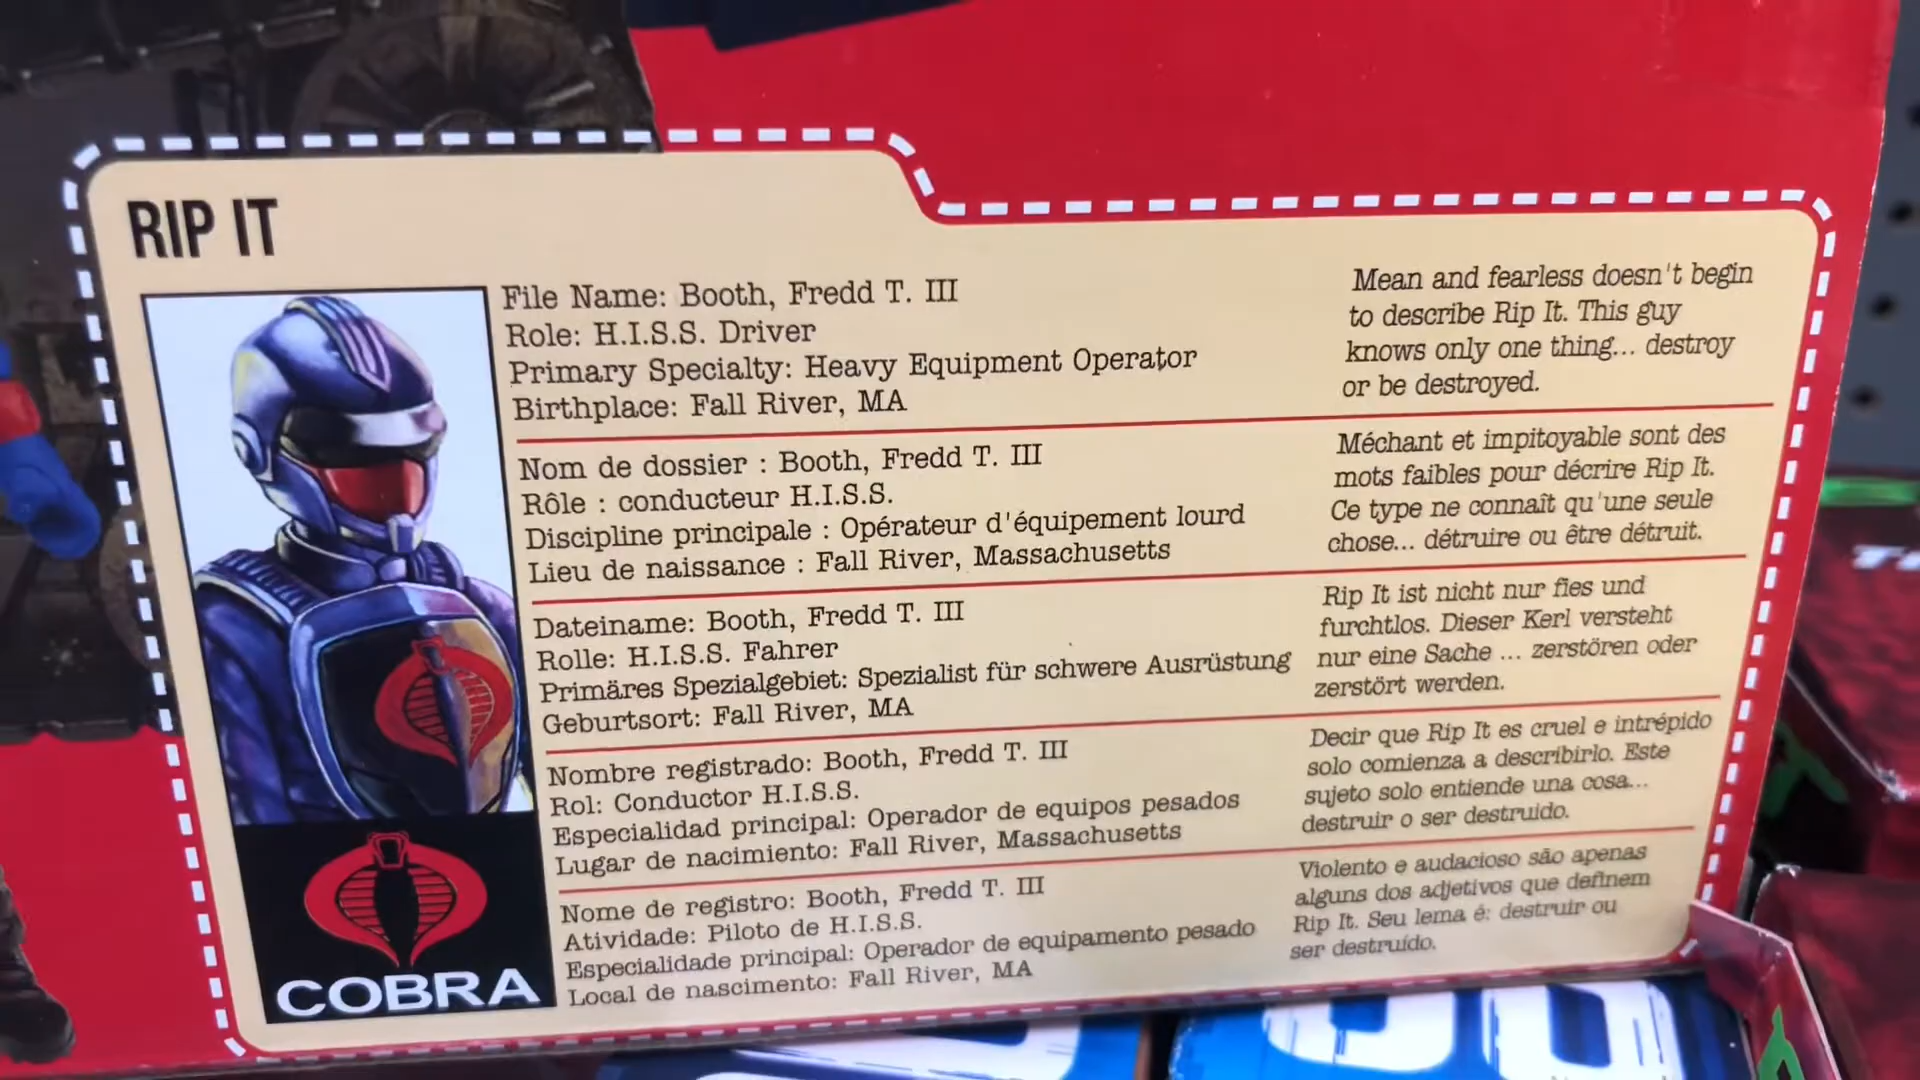 RIP IT
File Name: Booth, Fredd T. III
Role: H.I.S.S. Driver
Primary Specialty: Heavy Equipment Operator
Birthplace: Fall River, MA
Mean and fearless doesn't begin
to describe Rip It. This guy
knows only one thing... destroy
or be destroyed.
Nom de dossier : Booth, Fredd T. III
Rôle : conducteur H.I.S.S.
Discipline principale : Opérateur d'équipement lourd
Lieu de naissance : Fall River, Massachusetts
Méchant et impitoyable sont des
mots faibles pour décrire Rip It.
Ce type ne connaît qu'une seule
chose... détruire ou être détruit.
Dateiname: Booth, Fredd T. III
Rolle: H.I.S.S. Fahrer
Primäres Spezialgebiet: Spezialist für schwere Ausrüstung
Geburtsort: Fall River, MA
Rip It ist nicht nur fies und
furchtlos. Dieser Kerl versteht
nur eine Sache ... zerstören oder
zerstört werden.
Nombre registrado: Booth, Fredd T. III
Rol: Conductor H.I.S.S.
Especialidad principal: Operador de equipos pesados
Lugar de nacimiento: Fall River, Massachusetts
Decir que Rip It es cruel e intrépido
solo comienza a describirlo. Este
sujeto solo entiende una cosa...
destruir o ser destruido.
Nome de registro: Booth, Fredd T. III
Atividade: Piloto de H.I.S.S.
Especialidade principal: Operador de equipamento pesado
Local de nascimento: Fall River, MA
Violento e audacioso são apenas
alguns dos adjetivos que definem
Rip It. Seu lema é: destruir ou
ser destruído.
COBRA